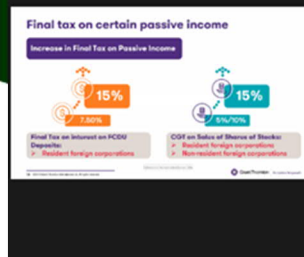 Final tax on certain passive income
Increase in Final Tax on Passive Income
15%
7.50%
15%
5%/10%
Final Tax on interest on FCDU
Deposits:
Resident foreign corporations
CGT on Sales of Shares of Stocks:
Resident foreign corporations
Non-resident foreign corporations
Grant Thornton